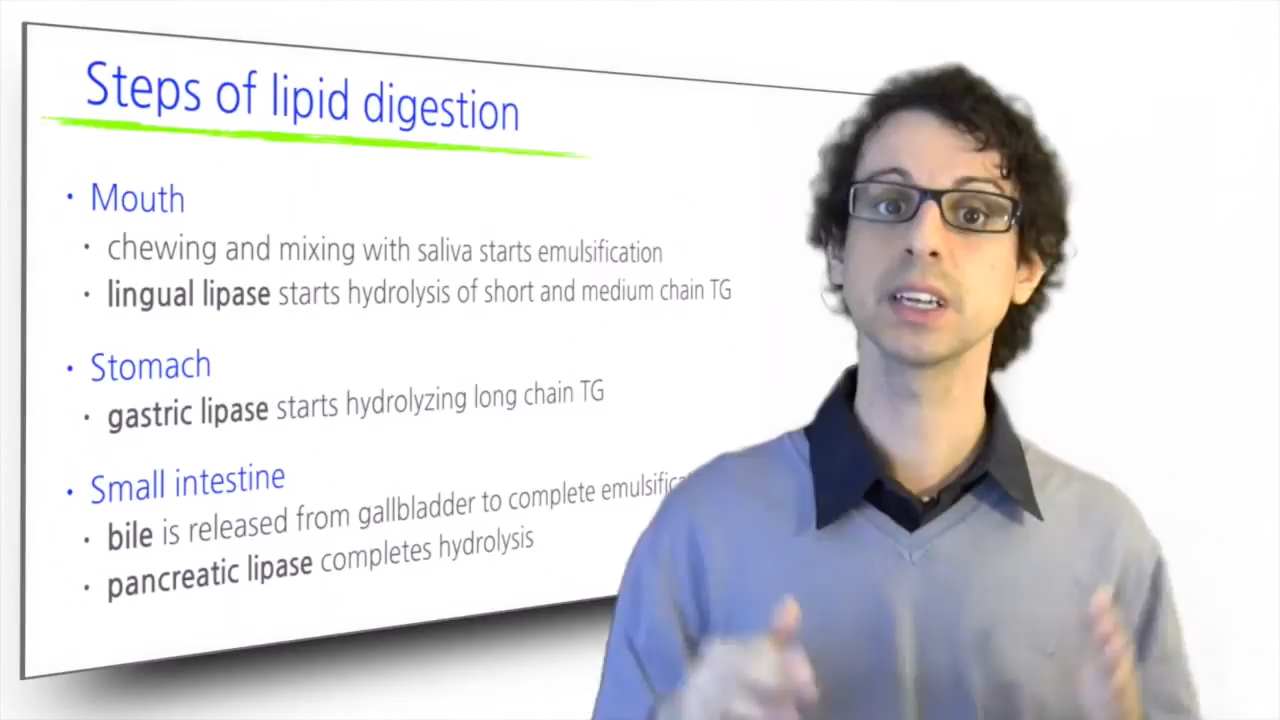 Steps of lipid digestion
• Mouth
• chewing and mixing with saliva starts emulsification
• lingual lipase starts hydrolysis of short and medium chain TG
• Stomach
• gastric lipase starts hydrolyzing long chain TG
• Small intestine
• bile is released from gallbladder to complete
• pancreatic lipase completes hydrolysis